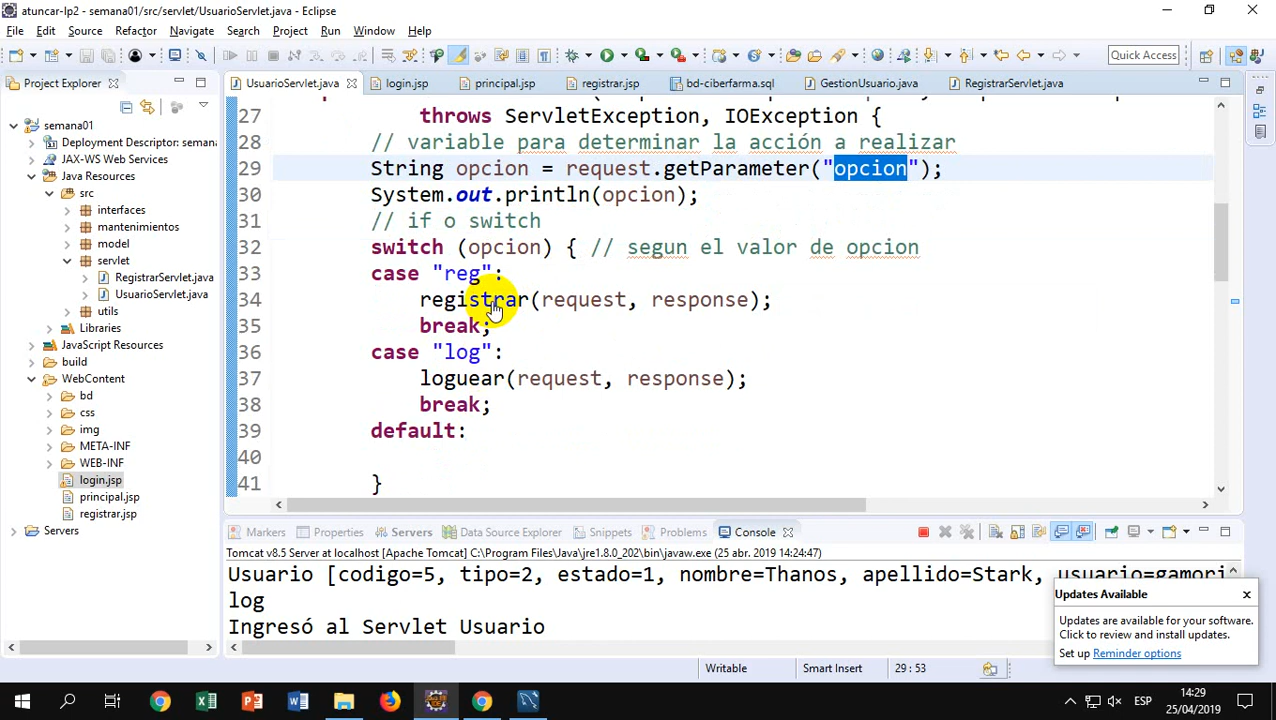 atuncar-lp2 - semana01/src/servlet/UsuarioServlet.java - Eclipse
File Edit Source Refactor Navigate Search Project Run Window Help
Quick Access
Project Explorer
UsuarioServlet.java login.jsp principal.jsp registrar.jsp bd-ciberfarma.sql GestionUsuario.java RegistrarServlet.java
semana01
Deployment Descriptor: semana
JAX-WS Web Services
Java Resources
src
interfaces
mantenimientos
model
servlet
RegistrarServlet.java
UsuarioServlet.java
utils
Libraries
JavaScript Resources
build
WebContent
bd
css
img
META-INF
WEB-INF
login.jsp
principal.jsp
registrar.jsp
Servers
27 throws ServletException, IOException {
28 // variable para determinar la acción a realizar
29 String opcion = request.getParameter("opcion");
30 System.out.println(opcion);
31 // if o switch
32 switch (opcion) { // segun el valor de opcion
33 case "reg":
34 registrar(request, response);
35 break;
36 case "log":
37 loguear(request, response);
38 break;
39 default:
40
41 }
Markers Properties Servers Data Source Explorer Snippets Problems Console
Tomcat v8.5 Server at localhost [Apache Tomcat] C:\Program Files\Java\jre1.8.0_202\bin\javaw.exe (25 abr. 2019 14:24:47)
Usuario [codigo=5, tipo=2, estado=1, nombre=Thanos, apellido=Stark, usuario=gamori
log
Ingresó al Servlet Usuario
Updates Available
Updates are available for your software.
Click to review and install updates.
Set up Reminder options
Writable Smart Insert 29 : 53
ESP
14:29
25/04/2019